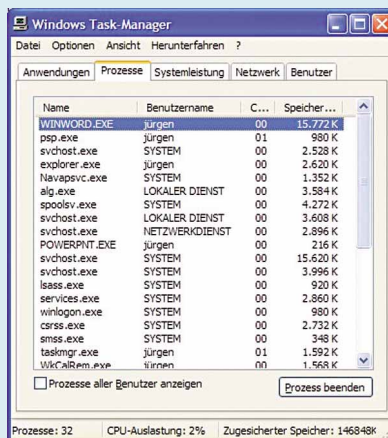 Windows Task-Manager
Datei Optionen Ansicht Herunterfahren ?
Anwendungen Prozesse Systemleistung Netzwerk Benutzer
Name Benutzername C... Speicher...
WINWORD.EXE jürgen 00 15.772 K
psp.exe jürgen 01 980 K
svchost.exe SYSTEM 00 2.528 K
explorer.exe jürgen 00 2.620 K
Navapsvc.exe SYSTEM 00 1.352 K
alg.exe LOKALER DIENST 00 3.584 K
spoolsv.exe SYSTEM 00 4.272 K
svchost.exe LOKALER DIENST 00 3.608 K
svchost.exe NETZWERKDIENST 00 2.896 K
POWERPNT.EXE jürgen 00 216 K
svchost.exe SYSTEM 00 15.620 K
svchost.exe SYSTEM 00 3.996 K
lsass.exe SYSTEM 00 920 K
services.exe SYSTEM 00 2.860 K
winlogon.exe SYSTEM 00 980 K
csrss.exe SYSTEM 00 2.732 K
smss.exe SYSTEM 00 348 K
taskmgr.exe jürgen 01 1.592 K
WkCalRem.exe jürgen 00 1.568 K
Prozesse aller Benutzer anzeigen Prozess beenden
Prozesse: 32 CPU-Auslastung: 2% Zugesicherter Speicher: 146848K